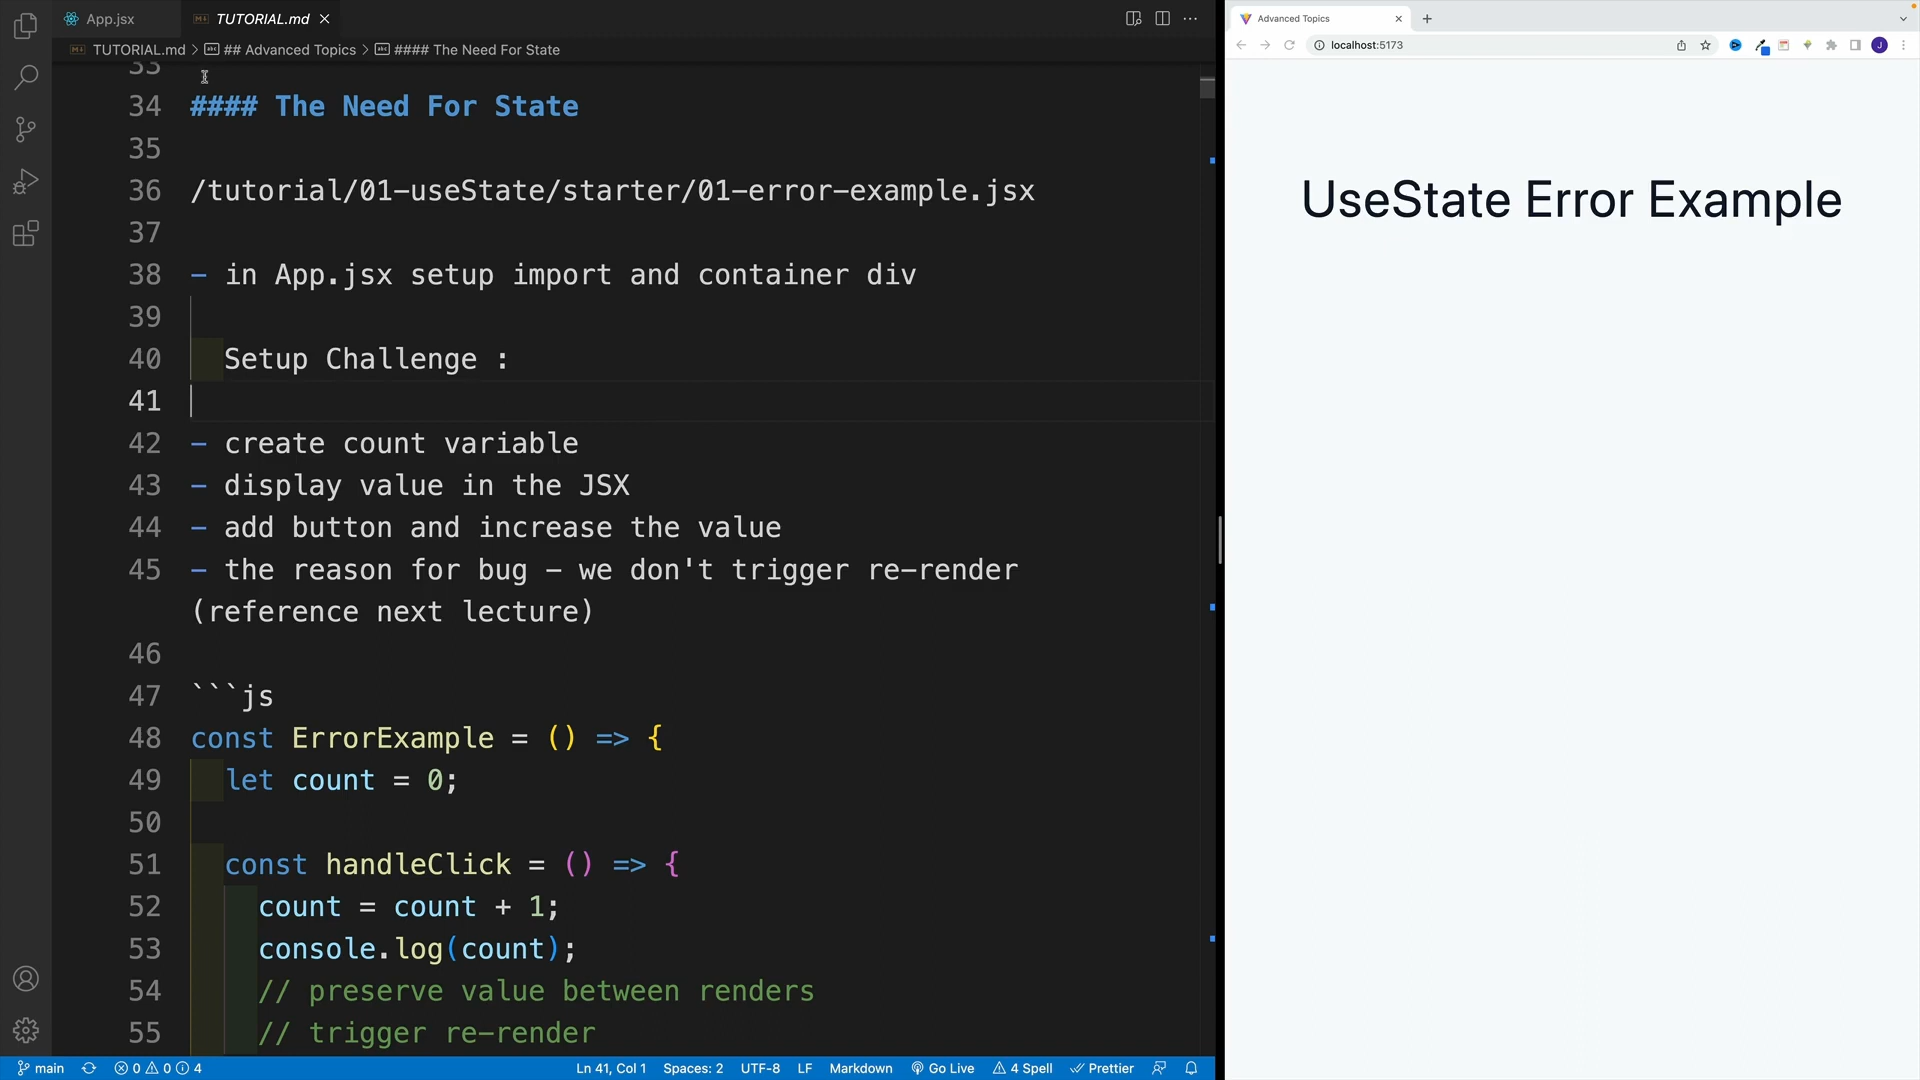 App.jsx
TUTORIAL.md
TUTORIAL.md > ## Advanced Topics > #### The Need For State
33
34 #### The Need For State
35
36 /tutorial/01-useState/starter/01-error-example.jsx
37
38 - in App.jsx setup import and container div
39
40 Setup Challenge :
41
42 - create count variable
43 - display value in the JSX
44 - add button and increase the value
45 - the reason for bug - we don't trigger re-render
(reference next lecture)
46
47 ```js
48 const ErrorExample = () => {
49 let count = 0;
50
51 const handleClick = () => {
52 count = count + 1;
53 console.log(count);
54 // preserve value between renders
55 // trigger re-render
main 0 0 4 Ln 41, Col 1 Spaces: 2 UTF-8 LF Markdown Go Live 4 Spell Prettier
Advanced Topics
localhost:5173
J
UseState Error Example